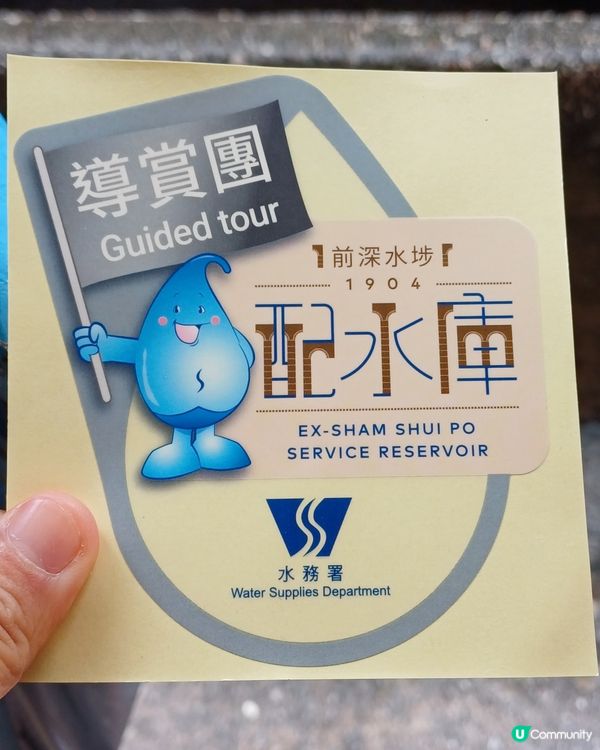 導賞團
Guided tour
前深水埗
1904
配水庫
EX-SHAM SHUI PO
SERVICE RESERVOIR
水務署
Water Supplies Department
U Community